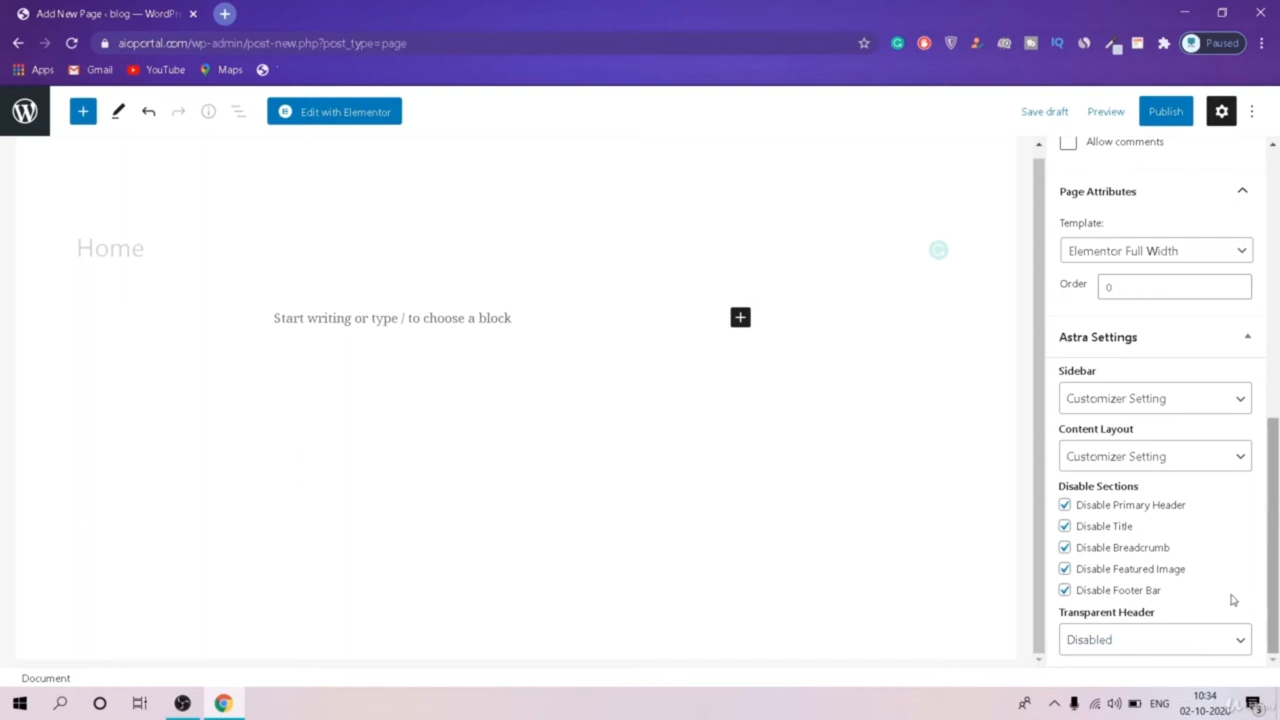 Add New Page ‹ blog — WordPr
aioportal.com/wp-admin/post-new.php?post_type=page
Paused
Apps
Gmail
YouTube
Maps
Edit with Elementor
Save draft
Preview
Publish
Allow comments
Page Attributes
Template:
Elementor Full Width
Order
0
Home
Start writing or type / to choose a block
Astra Settings
Sidebar
Customizer Setting
Content Layout
Customizer Setting
Disable Sections
Disable Primary Header
Disable Title
Disable Breadcrumb
Disable Featured Image
Disable Footer Bar
Transparent Header
Disabled
Document
ENG
10:34
02-10-2020